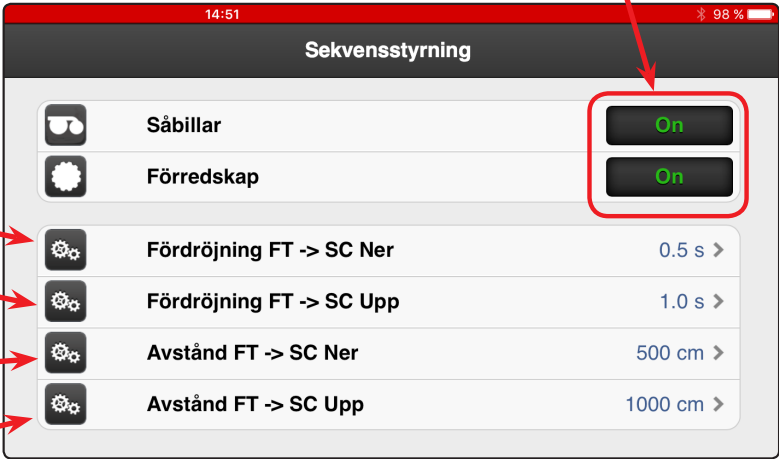 14:51 98 %
Sekvensstyrning
Såbillar On
Förredskap On
Fördröjning FT -> SC Ner 0.5 s
Fördröjning FT -> SC Upp 1.0 s
Avstånd FT -> SC Ner 500 cm
Avstånd FT -> SC Upp 1000 cm